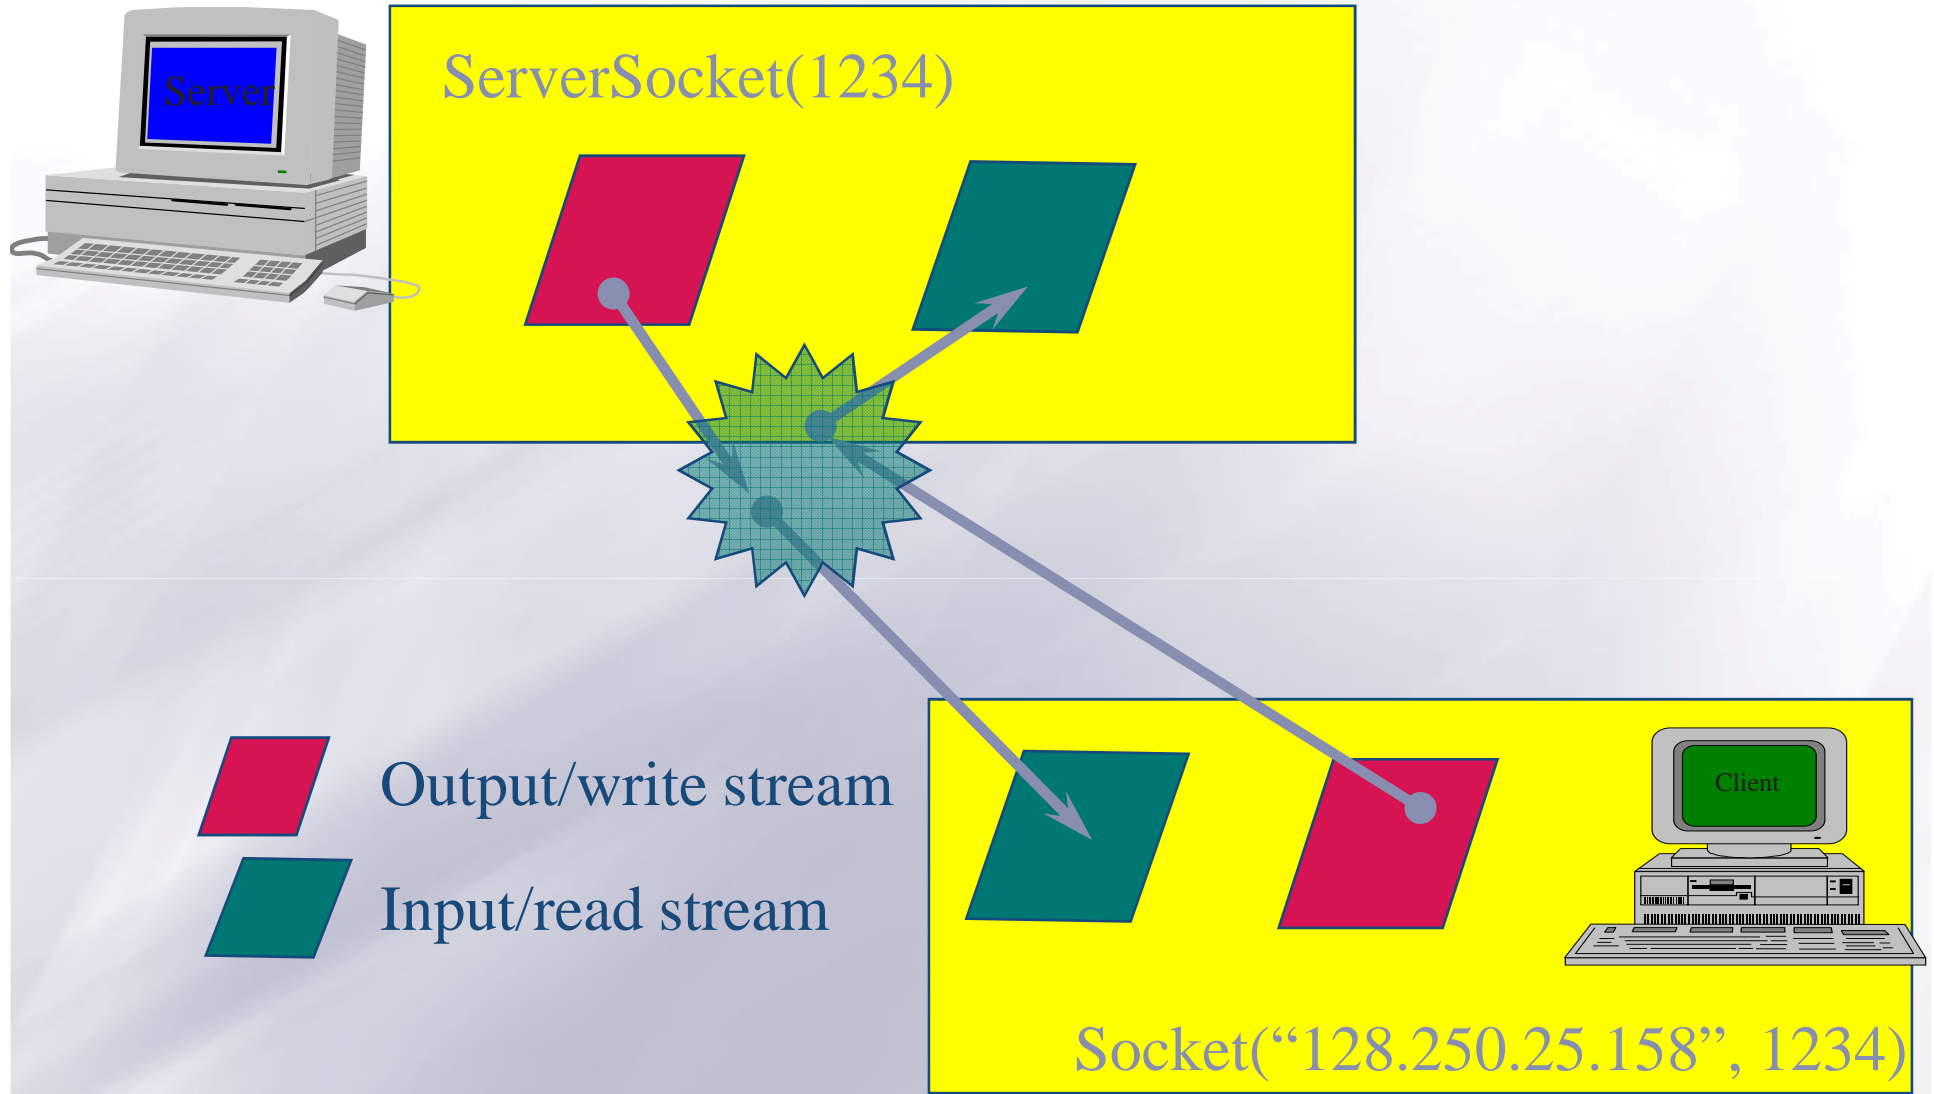 Server
ServerSocket(1234)
Output/write stream
Input/read stream
Client
Socket(“128.250.25.158”, 1234)